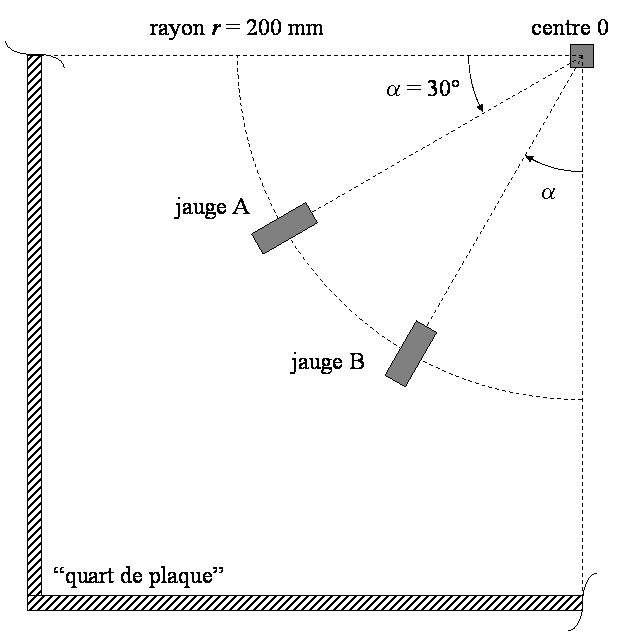 rayon r = 200 mm
centre 0
α = 30°
α
jauge A
jauge B
“quart de plaque”